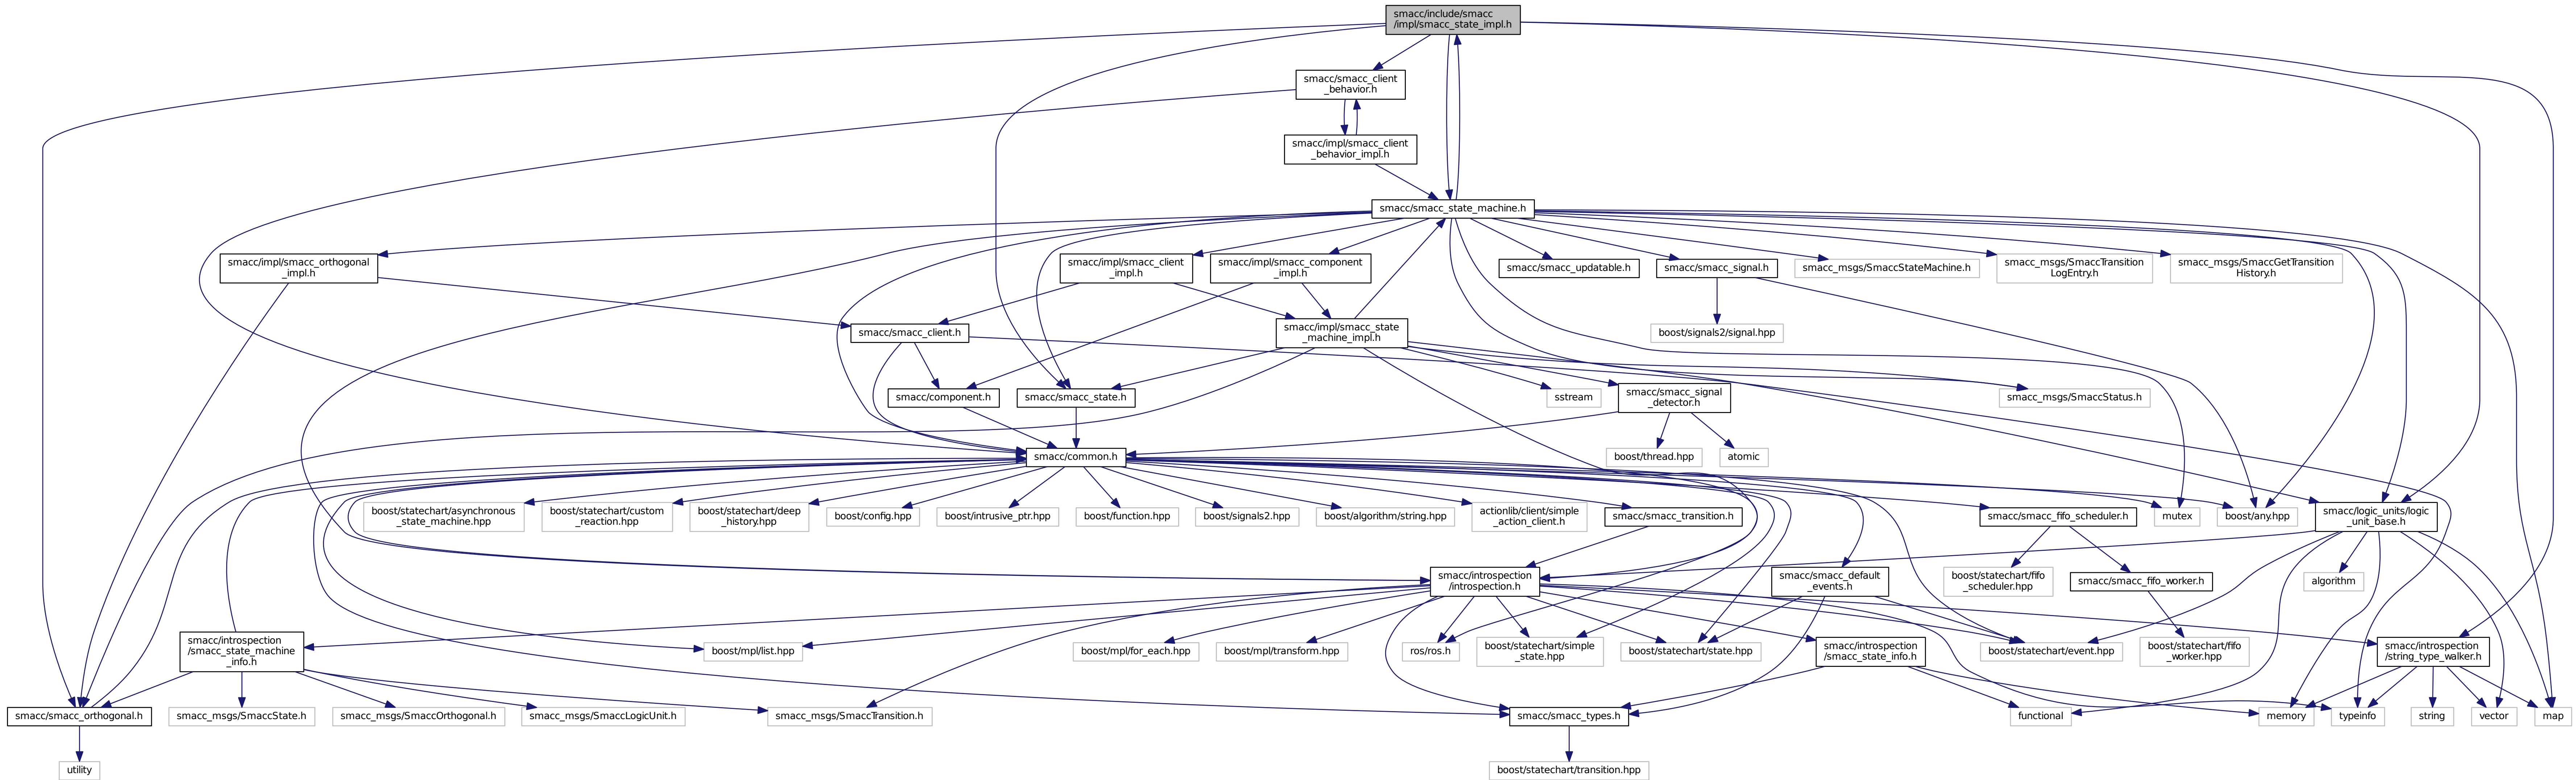 smacc/include/smacc
/impl/smacc_state_impl.h
smacc/smacc_client
_behavior.h
smacc/impl/smacc_client
_behavior_impl.h
smacc/smacc_state_machine.h
smacc/impl/smacc_orthogonal
_impl.h
smacc/impl/smacc_client
_impl.h
smacc/impl/smacc_component
_impl.h
smacc/smacc_updatable.h
smacc/smacc_signal.h
smacc_msgs/SmaccStateMachine.h
smacc_msgs/SmaccTransition
LogEntry.h
smacc_msgs/SmaccGetTransition
History.h
smacc/smacc_client.h
smacc/impl/smacc_state
_machine_impl.h
boost/signals2/signal.hpp
smacc/component.h
smacc/smacc_state.h
sstream
smacc/smacc_signal
_detector.h
smacc_msgs/SmaccStatus.h
smacc/common.h
boost/thread.hpp
atomic
boost/statechart/asynchronous
_state_machine.hpp
boost/statechart/custom
_reaction.hpp
boost/statechart/deep
_history.hpp
boost/config.hpp
boost/intrusive_ptr.hpp
boost/function.hpp
boost/signals2.hpp
boost/algorithm/string.hpp
actionlib/client/simple
_action_client.h
smacc/smacc_transition.h
smacc/smacc_fifo_scheduler.h
mutex
boost/any.hpp
smacc/logic_units/logic
_unit_base.h
smacc/introspection
/introspection.h
smacc/smacc_default
_events.h
boost/statechart/fifo
_scheduler.hpp
smacc/smacc_fifo_worker.h
algorithm
smacc/introspection
/smacc_state_machine
_info.h
boost/mpl/list.hpp
boost/mpl/for_each.hpp
boost/mpl/transform.hpp
ros/ros.h
boost/statechart/simple
_state.hpp
boost/statechart/state.hpp
smacc/introspection
/smacc_state_info.h
boost/statechart/event.hpp
boost/statechart/fifo
_worker.hpp
smacc/introspection
/string_type_walker.h
smacc/smacc_orthogonal.h
smacc_msgs/SmaccState.h
smacc_msgs/SmaccOrthogonal.h
smacc_msgs/SmaccLogicUnit.h
smacc_msgs/SmaccTransition.h
smacc/smacc_types.h
functional
memory
typeinfo
string
vector
map
utility
boost/statechart/transition.hpp